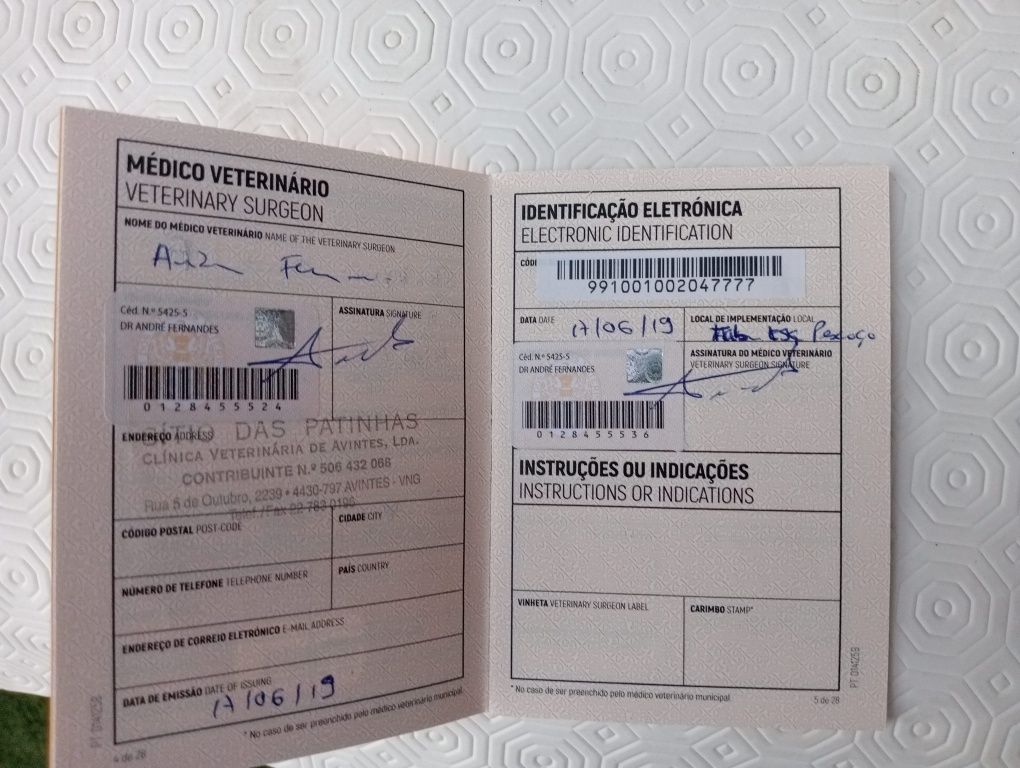 MÉDICO VETERINÁRIO
VETERINARY SURGEON
NOME DO MÉDICO VETERINÁRIO NAME OF THE VETERINARY SURGEON
Céd. N.º 5425-S
DR ANDRÉ FERNANDES
0128455524
ASSINATURA SIGNATURE
ENDEREÇO ADDRESS
SÍTIO DAS PATINHAS
CLÍNICA VETERINÁRIA DE AVINTES, LDA.
CONTRIBUINTE N.º 506 432 068
Rua 5 de Outubro, 2239 • 4430-797 AVINTES - VNG
Telef./Fax 22 783 0196
CÓDIGO POSTAL POST-CODE
CIDADE CITY
NÚMERO DE TELEFONE TELEPHONE NUMBER
PAÍS COUNTRY
ENDEREÇO DE CORREIO ELETRÓNICO E-MAIL ADDRESS
DATA DE EMISSÃO DATE OF ISSUING
17/06/19
* No caso de ser preenchido pelo médico veterinário municipal.
4 de 28
IDENTIFICAÇÃO ELETRÓNICA
ELECTRONIC IDENTIFICATION
991001002047777
DATA DATE
17/06/19
LOCAL DE IMPLEMENTAÇÃO LOCAL
Pescoço
Céd. N.º 5425-S
DR ANDRÉ FERNANDES
0128455536
ASSINATURA DO MÉDICO VETERINÁRIO
VETERINARY SURGEON SIGNATURE
INSTRUÇÕES OU INDICAÇÕES
INSTRUCTIONS OR INDICATIONS
VINHETA VETERINARY SURGEON LABEL
CARIMBO STAMP*
* No caso de ser preenchido pelo médico veterinário municipal.
5 de 28